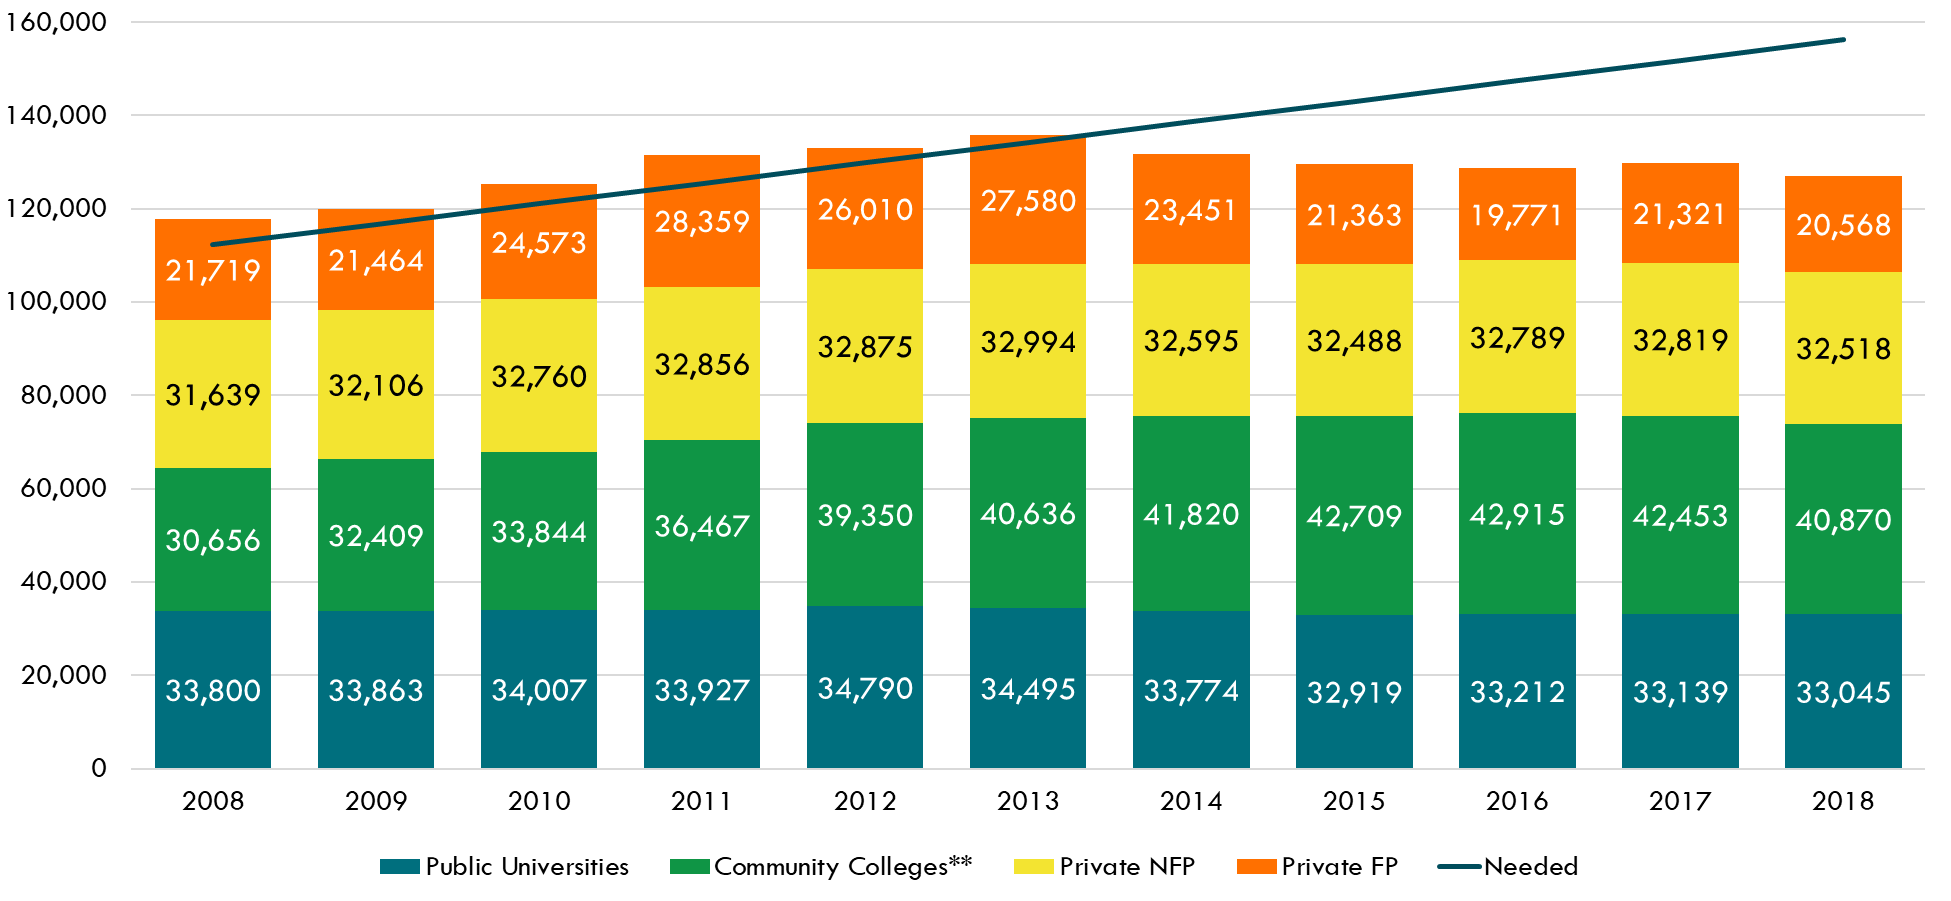 160,000
140,000
120,000
100,000
80,000
60,000
40,000
20,000
0
21,719 21,464 24,573 28,359 26,010 27,580 23,451 21,363 19,771 21,321 20,568
31,639 32,106 32,760 32,856 32,875 32,994 32,595 32,488 32,789 32,819 32,518
30,656 32,409 33,844 36,467 39,350 40,636 41,820 42,709 42,915 42,453 40,870
33,800 33,863 34,007 33,927 34,790 34,495 33,774 32,919 33,212 33,139 33,045
2008 2009 2010 2011 2012 2013 2014 2015 2016 2017 2018
Public Universities Community Colleges** Private NFP Private FP Needed